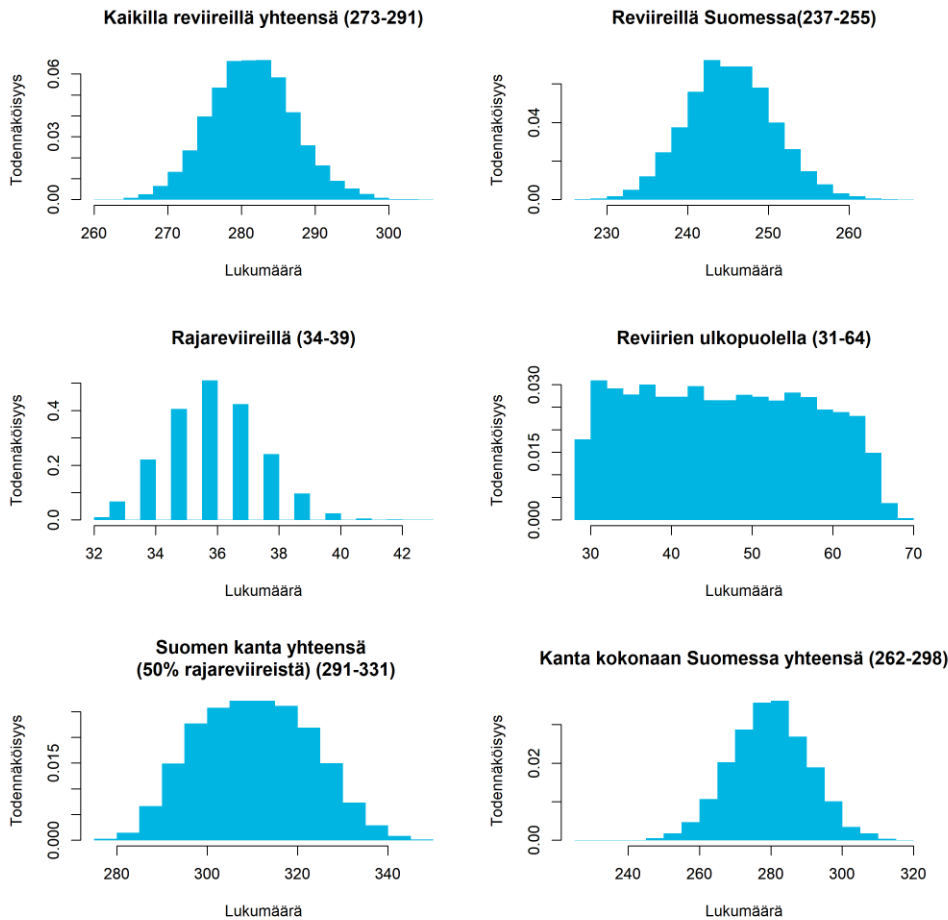 Kaikilla reviireillä yhteensä (273-291)
Todennäköisyys
0.00 0.03 0.06
260 270 280 290 300
Lukumäärä
Reviireillä Suomessa(237-255)
Todennäköisyys
0.00 0.04
230 240 250 260
Lukumäärä
Rajareviireillä (34-39)
Todennäköisyys
0.0 0.2 0.4
32 34 36 38 40 42
Lukumäärä
Reviirien ulkopuolella (31-64)
Todennäköisyys
0.000 0.015 0.030
30 40 50 60 70
Lukumäärä
Suomen kanta yhteensä
(50% rajareviireistä) (291-331)
Todennäköisyys
0.00 0.015
280 300 320 340
Lukumäärä
Kanta kokonaan Suomessa yhteensä (262-298)
Todennäköisyys
0.00 0.02
240 260 280 300 320
Lukumäärä